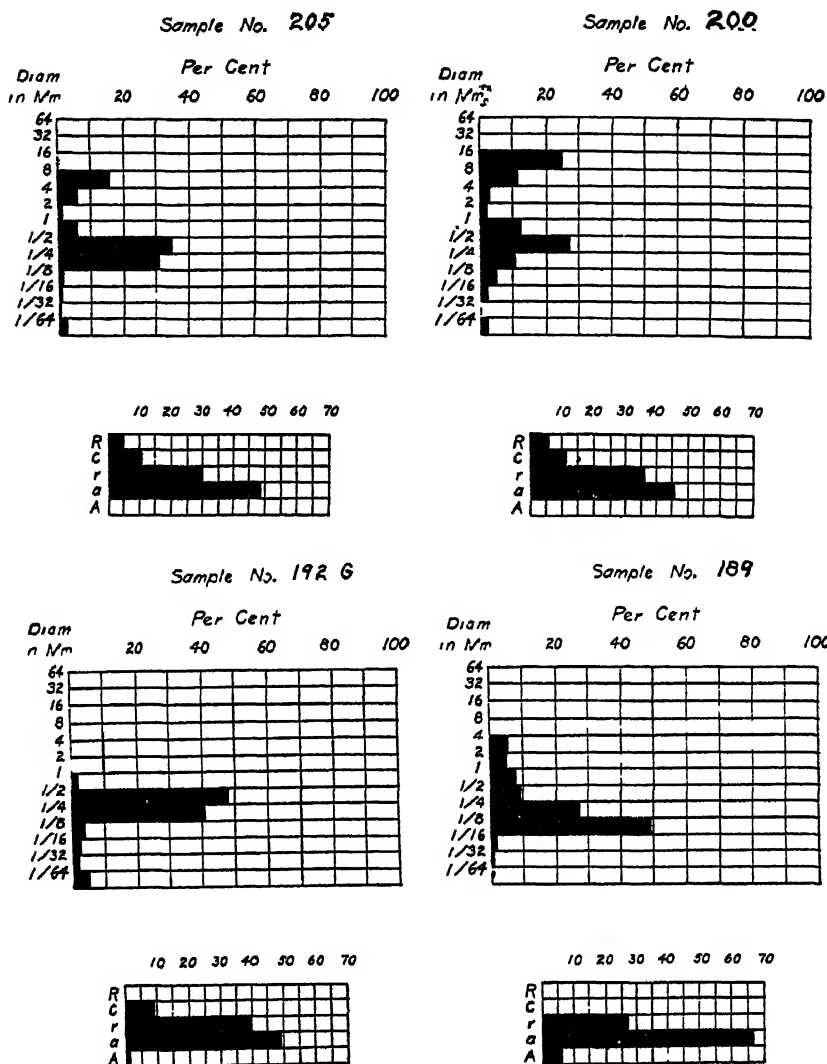 Sample No. 205
Per Cent
Diam
in Mm 20 40 60 80 100
64
32
16
8
4
2
1
1/2
1/4
1/8
1/16
1/32
1/64
10 20 30 40 50 60 70
R
C
r
a
A
Sample No. 200
Per Cent
Diam
in Mm 20 40 60 80 100
64
32
16
8
4
2
1
1/2
1/4
1/8
1/16
1/32
1/64
10 20 30 40 50 60 70
R
C
r
a
A
Sample No. 192 G
Per Cent
Diam
n Mm 20 40 60 80 100
64
32
16
8
4
2
1
1/2
1/4
1/8
1/16
1/32
1/64
10 20 30 40 50 60 70
R
C
r
a
A
Sample No. 189
Per Cent
Diam
in Mm 20 40 60 80 100
64
32
16
8
4
2
1
1/2
1/4
1/8
1/16
1/32
1/64
10 20 30 40 50 60 70
R
C
r
a
A